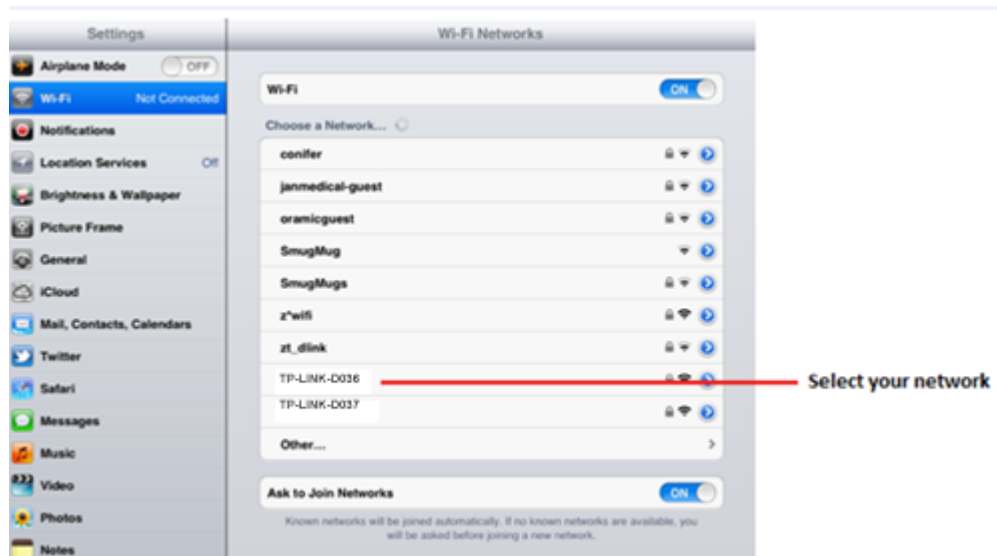 Settings
Airplane Mode OFF
Wi-Fi Not Connected
Notifications
Location Services Off
Brightness & Wallpaper
Picture Frame
General
iCloud
Mail, Contacts, Calendars
Twitter
Safari
Messages
Music
Video
Photos
Notes
Wi-Fi Networks
Wi-Fi ON
Choose a Network...
conifer
janmedical-guest
oramicguest
SmugMug
SmugMugs
z*wifi
zt_dlink
TP-LINK-D036
TP-LINK-D037
Other...
Ask to Join Networks ON
Known networks will be joined automatically. If no known networks are available, you
will be asked before joining a new network.
Select your network